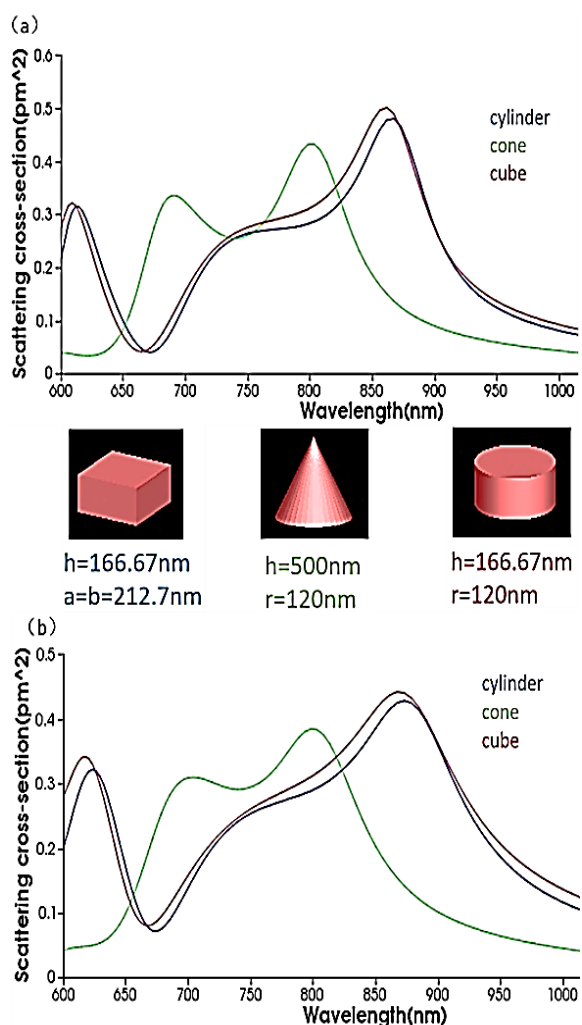 (a)
Scattering cross-section(pm^2)
0.6
0.5
0.4
0.3
0.2
0.1
0
cylinder
cone
cube
600 650 700 750 800 850 900 950 1000
Wavelength(nm)
h=166.67nm h=500nm h=166.67nm
a=b=212.7nm r=120nm r=120nm
(b)
Scattering cross-section(pm^2)
0.5
0.4
0.3
0.2
0.1
0
cylinder
cone
cube
600 650 700 750 800 850 900 950 1000
Wavelength(nm)